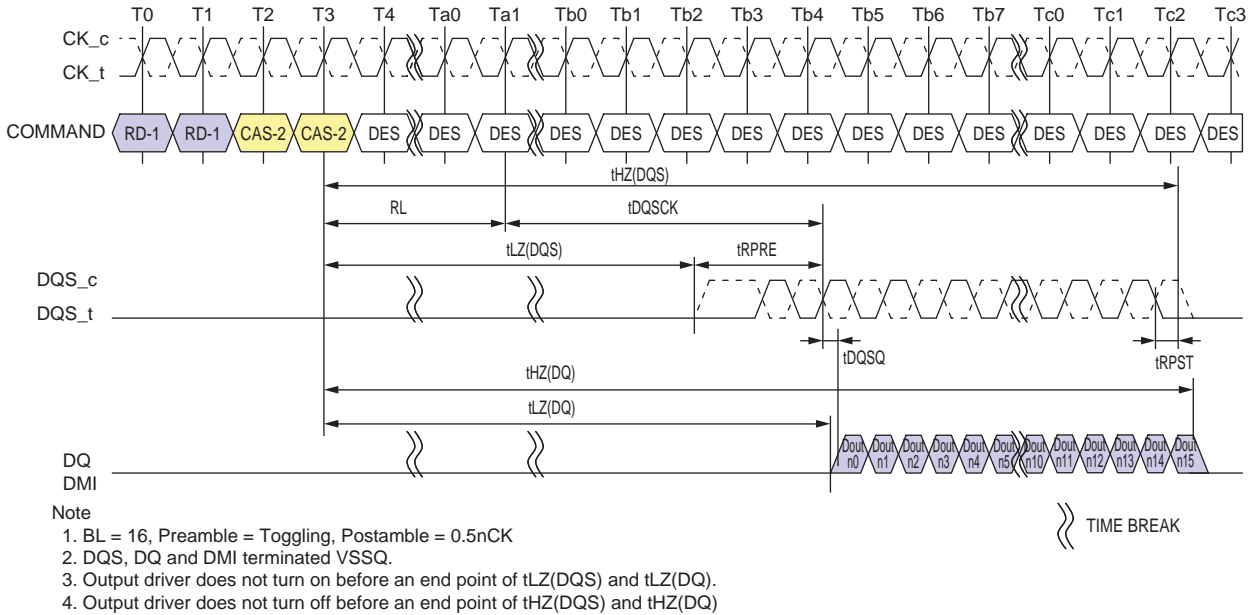 T0 T1 T2 T3 T4 Ta0 Ta1 Tb0 Tb1 Tb2 Tb3 Tb4 Tb5 Tb6 Tb7 Tc0 Tc1 Tc2 Tc3
CK_c
CK_t
COMMAND RD-1 RD-1 CAS-2 CAS-2 DES DES DES DES DES DES DES DES DES DES DES DES DES DES DES
tHZ(DQS)
RL tDQSCK
tLZ(DQS) tRPRE
DQS_c
DQS_t
tDQSQ tRPST
tHZ(DQ)
tLZ(DQ)
DQ Dout Dout Dout Dout Dout Dout Dout Dout Dout Dout Dout Dout
n0 n1 n2 n3 n4 n5 n10 n11 n12 n13 n14 n15
DMI
Note
1. BL = 16, Preamble = Toggling, Postamble = 0.5nCK
2. DQS, DQ and DMI terminated VSSQ.
3. Output driver does not turn on before an end point of tLZ(DQS) and tLZ(DQ).
4. Output driver does not turn off before an end point of tHZ(DQS) and tHZ(DQ)
TIME BREAK